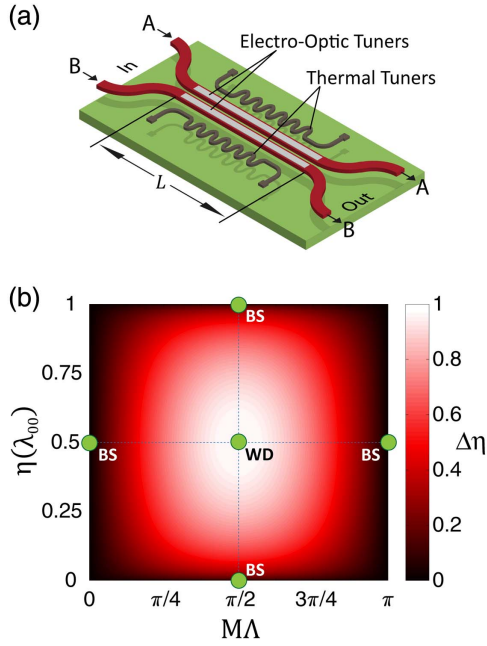 (a)
A
Electro-Optic Tuners
In
B
Thermal Tuners
L
A
Out
B
(b)
1
BS
1
0.75
0.8
η(λ₀₀)
0.6
0.5
BS
WD
BS
Δη
0.4
0.25
0.2
BS
0
0
0
π/4
π/2
3π/4
π
MΛ